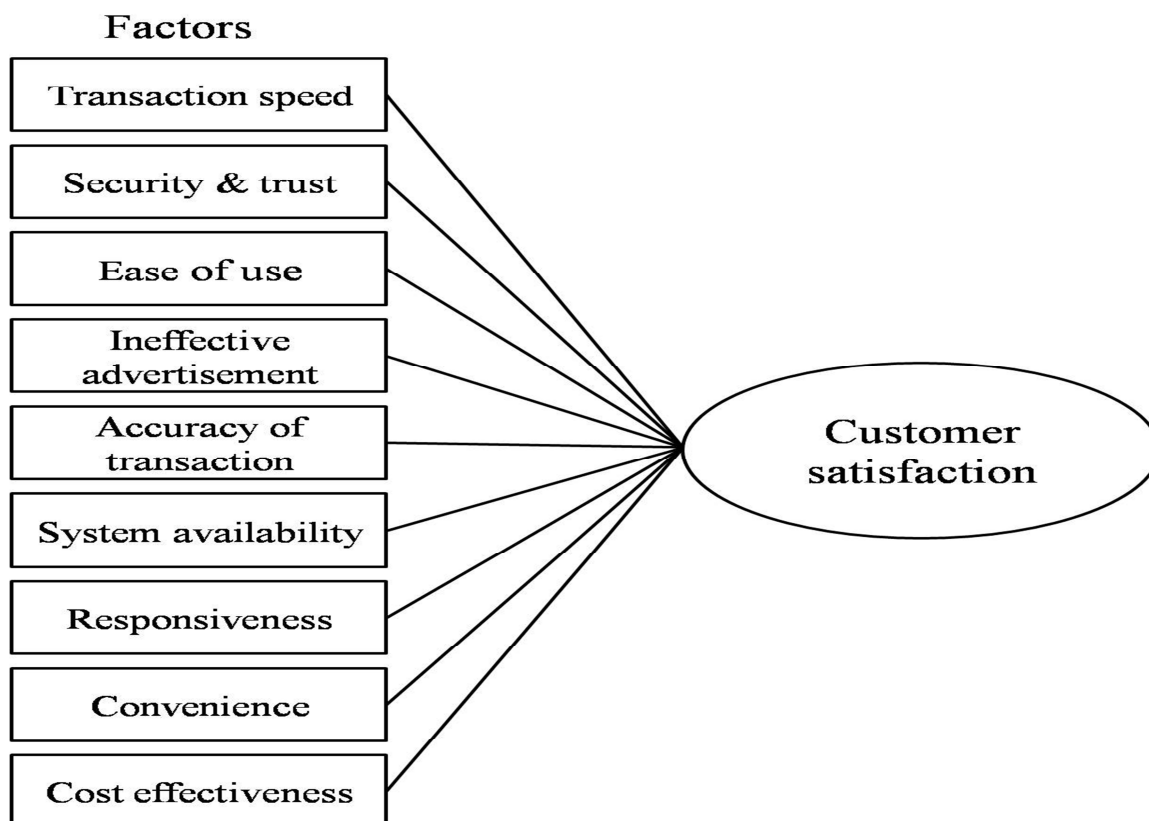 Factors
Transaction speed
Security & trust
Ease of use
Ineffective
advertisement
Accuracy of
transaction
System availability
Responsiveness
Convenience
Cost effectiveness
Customer
satisfaction